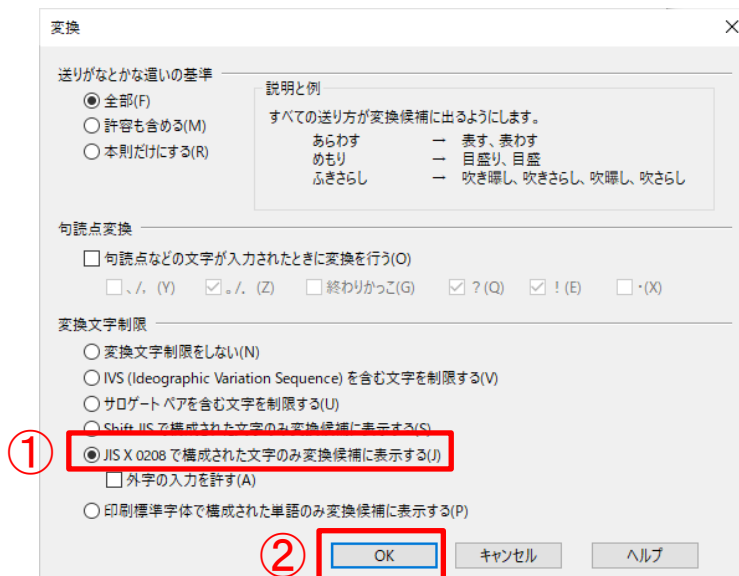 変換
送りがなとかな遣いの基準
全部(F)
許容も含める(M)
本則だけにする(R)
説明と例
すべての送り方が変換候補に出るようにします。
あらわす → 表す、表わす
めもり → 目盛り、目盛
ふきさらし → 吹き曝し、吹きさらし、吹曝し、吹さらし
句読点変換
句読点などの文字が入力されたときに変換を行う(O)
、/， (Y) 。/． (Z) 終わりかっこ(G) ？(Q) ！(E) ・(X)
変換文字制限
変換文字制限をしない(N)
IVS (Ideographic Variation Sequence) を含む文字を制限する(V)
サロゲート ペアを含む文字を制限する(U)
Shift JIS で構成された文字のみ変換候補に表示する(S)
① JIS X 0208 で構成された文字のみ変換候補に表示する(J)
外字の入力を許す(A)
印刷標準字体で構成された単語のみ変換候補に表示する(P)
② OK キャンセル ヘルプ